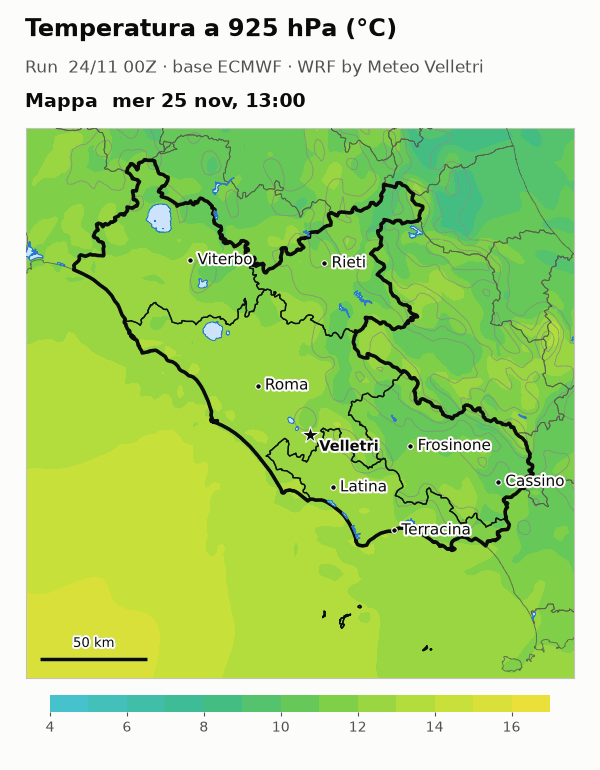 Temperatura a 925 hPa (°C)
Run  24/11 00Z · base ECMWF · WRF by Meteo Velletri
Mappa  mer 25 nov, 13:00
Viterbo
Rieti
Roma
Velletri
Frosinone
Latina
Cassino
Terracina
50 km
4 6 8 10 12 14 16